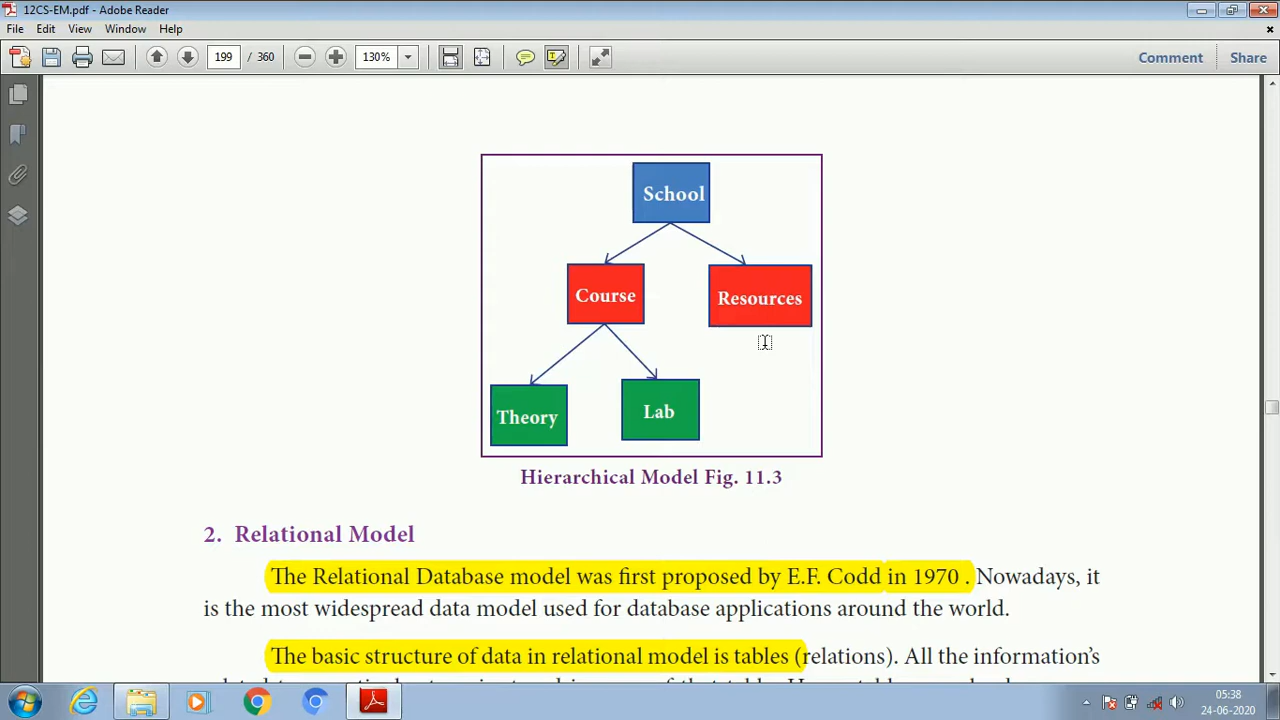 12CS-EM.pdf - Adobe Reader
File Edit View Window Help
199 / 360 130% Comment Share
School
Course Resources
Theory Lab
Hierarchical Model Fig. 11.3
2. Relational Model
The Relational Database model was first proposed by E.F. Codd in 1970 . Nowadays, it
is the most widespread data model used for database applications around the world.
The basic structure of data in relational model is tables (relations). All the information's
05:38
24-06-2020